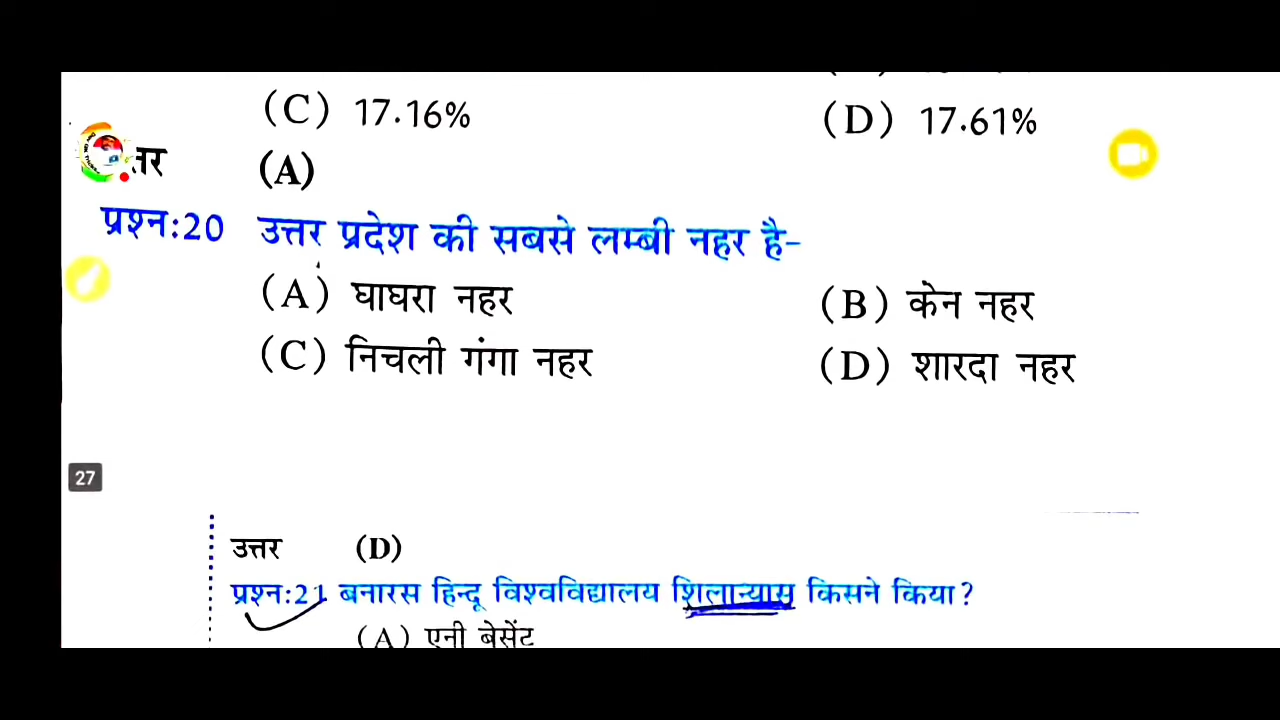 (C) 17.16% (D) 17.61%
त्तर (A)
प्रश्न:20 उत्तर प्रदेश की सबसे लम्बी नहर है-
(A) घाघरा नहर (B) केन नहर
(C) निचली गंगा नहर (D) शारदा नहर
27
उत्तर (D)
प्रश्न:21 बनारस हिन्दू विश्वविद्यालय शिलान्यास किसने किया?
(A) एनी बेसेंट